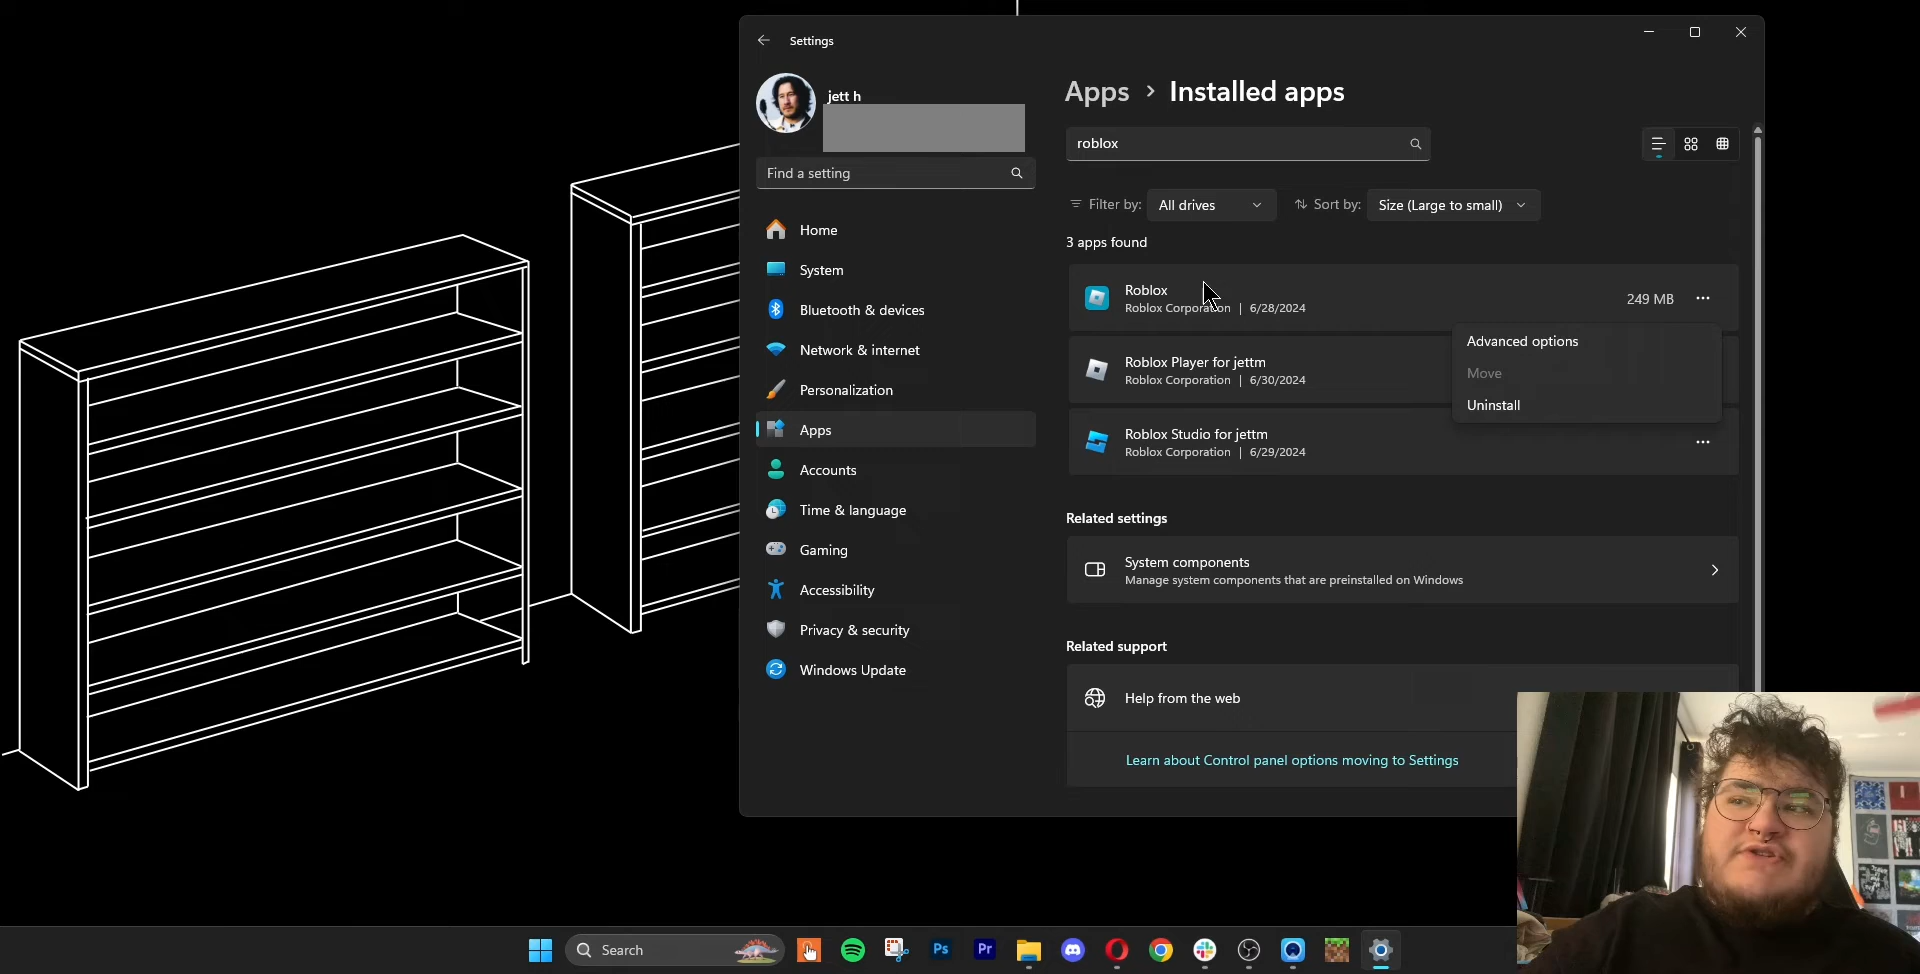 Settings
jett h
Find a setting
Home
System
Bluetooth & devices
Network & internet
Personalization
Apps
Accounts
Time & language
Gaming
Accessibility
Privacy & security
Windows Update
Apps > Installed apps
roblox
Filter by: All drives
Sort by: Size (Large to small)
3 apps found
Roblox
Roblox Corporation | 6/28/2024
249 MB
Advanced options
Move
Uninstall
Roblox Player for jettm
Roblox Corporation | 6/30/2024
Roblox Studio for jettm
Roblox Corporation | 6/29/2024
Related settings
System components
Manage system components that are preinstalled on Windows
Related support
Help from the web
Learn about Control panel options moving to Settings
Search
Ps
Pr